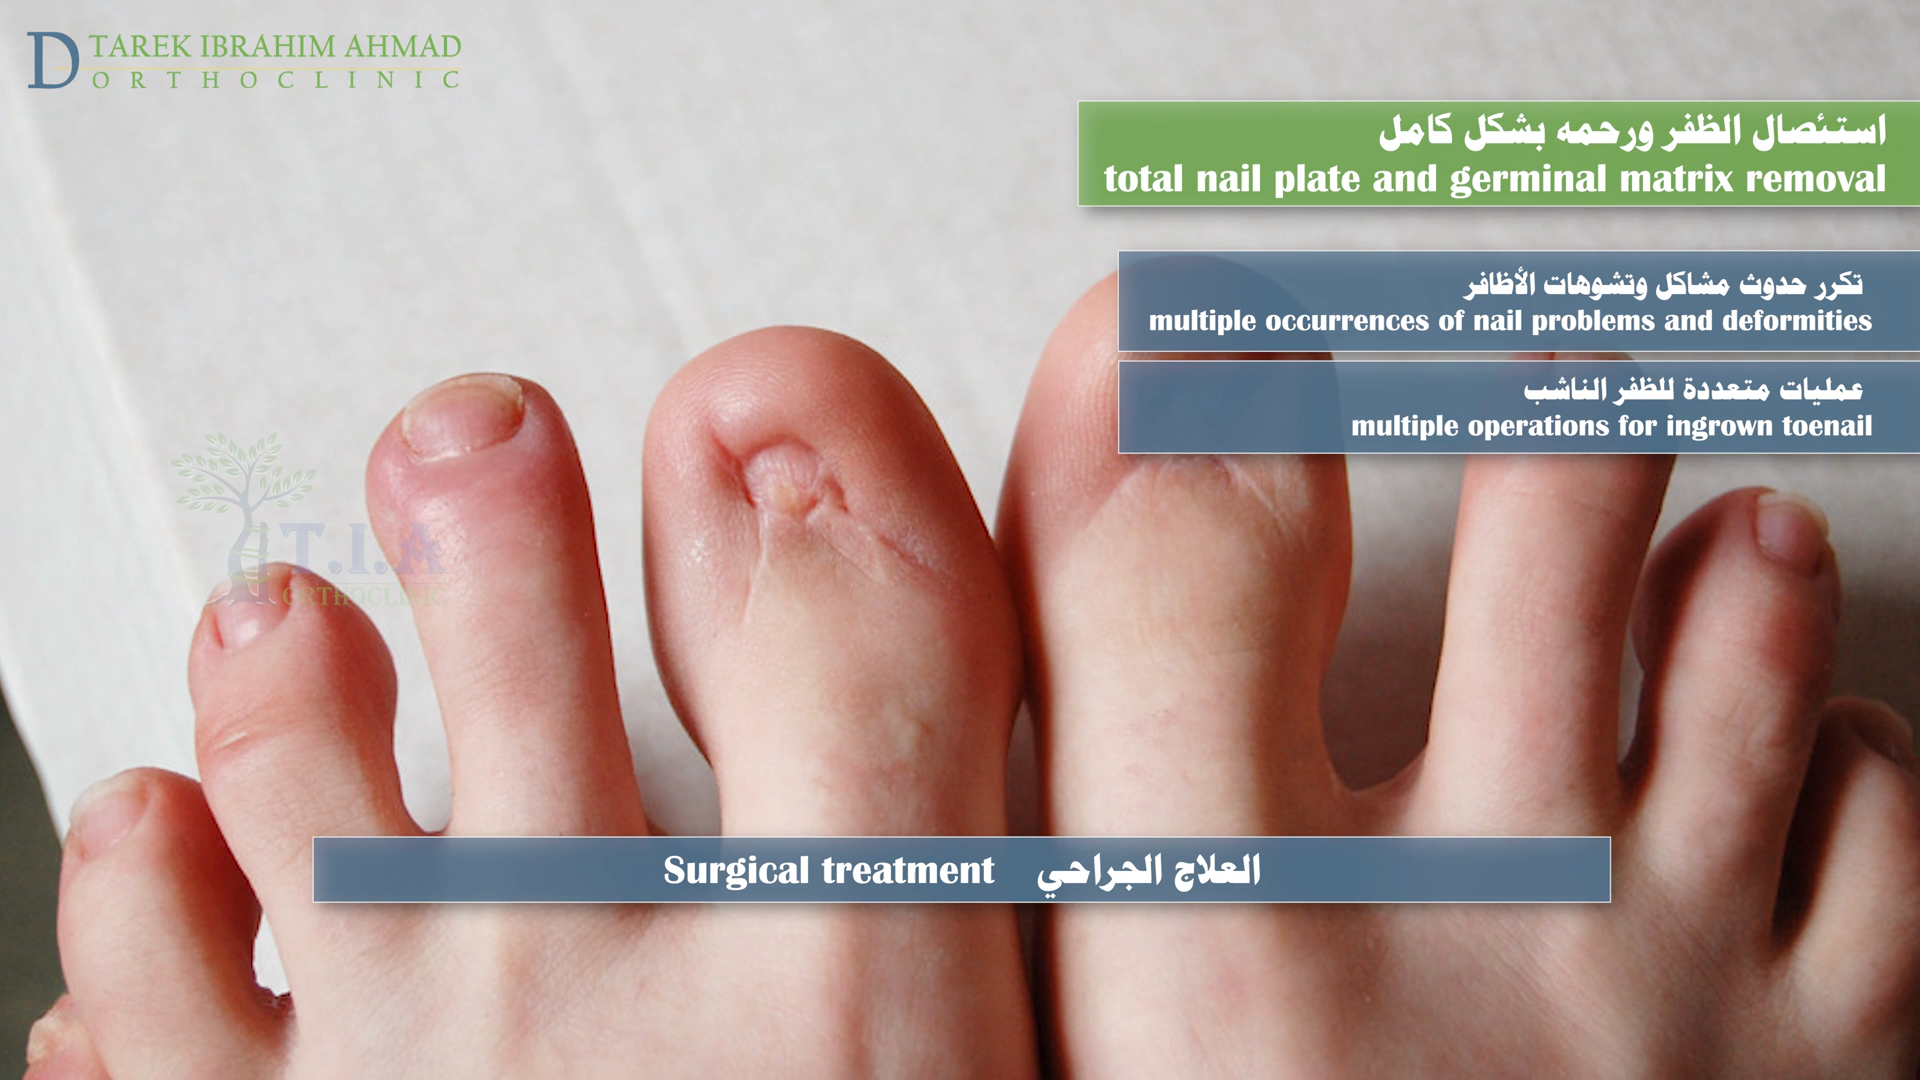 D TAREK IBRAHIM AHMAD
ORTHOCLINIC
استئصال الظفر ورحمه بشكل كامل
total nail plate and germinal matrix removal
تكرر حدوث مشاكل وتشوهات الأظافر
multiple occurrences of nail problems and deformities
عمليات متعددة للظفر الناشب
multiple operations for ingrown toenail
T.I.A
ORTHOCLINIC
Surgical treatment العلاج الجراحي